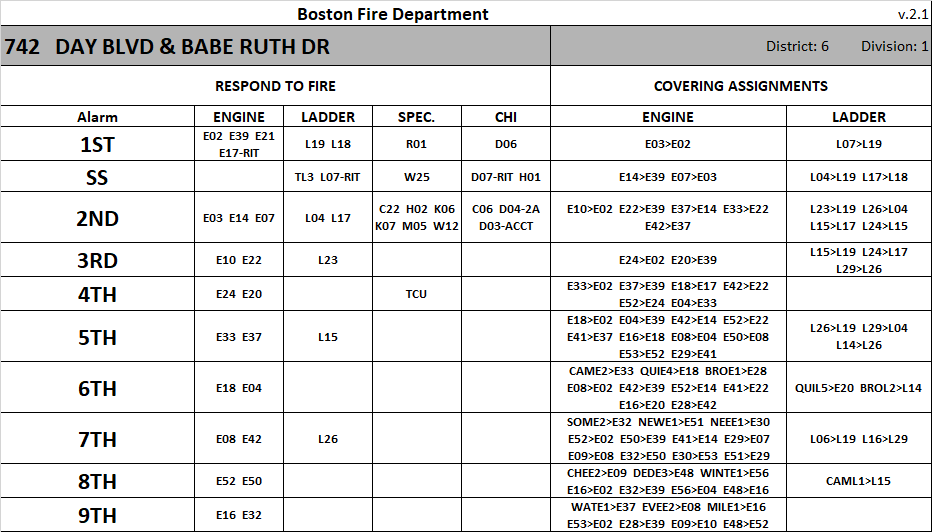 Boston Fire Department
v.2.1
742 DAY BLVD & BABE RUTH DR
District: 6 Division: 1
RESPOND TO FIRE
COVERING ASSIGNMENTS
Alarm ENGINE LADDER SPEC. CHI ENGINE LADDER
1ST
E02 E39 E21
E17-RIT
L19 L18
R01
D06
E03>E02
L07>L19
SS
TL3 L07-RIT
W25
D07-RIT H01
E14>E39 E07>E03
L04>L19 L17>L18
2ND
E03 E14 E07
L04 L17
C22 H02 K06
K07 M05 W12
C06 D04-2A
D03-ACCT
E10>E02 E22>E39 E37>E14 E33>E22
E42>E37
L23>L19 L26>L04
L15>L17 L24>L15
3RD
E10 E22
L23
E24>E02 E20>E39
L15>L19 L24>L17
L29>L26
4TH
E24 E20
TCU
E33>E02 E37>E39 E18>E17 E42>E22
E52>E24 E04>E33
5TH
E33 E37
L15
E18>E02 E04>E39 E42>E14 E52>E22
E41>E37 E16>E18 E08>E04 E50>E08
E53>E52 E29>E41
L26>L19 L29>L04
L14>L26
6TH
E18 E04
CAME2>E33 QUIE4>E18 BROE1>E28
E08>E02 E42>E39 E52>E14 E41>E22
E16>E20 E28>E42
QUIL5>E20 BROL2>L14
7TH
E08 E42
L26
SOME2>E32 NEWE1>E51 NEEE1>E30
E52>E02 E50>E39 E41>E14 E29>E07
E09>E08 E32>E50 E30>E53 E51>E29
L06>L19 L16>L29
8TH
E52 E50
CHEE2>E09 DEDE3>E48 WINTE1>E56
E16>E02 E32>E39 E56>E04 E48>E16
CAML1>L15
9TH
E16 E32
WATE1>E37 EVEE2>E08 MILE1>E16
E53>E02 E28>E39 E09>E10 E48>E52